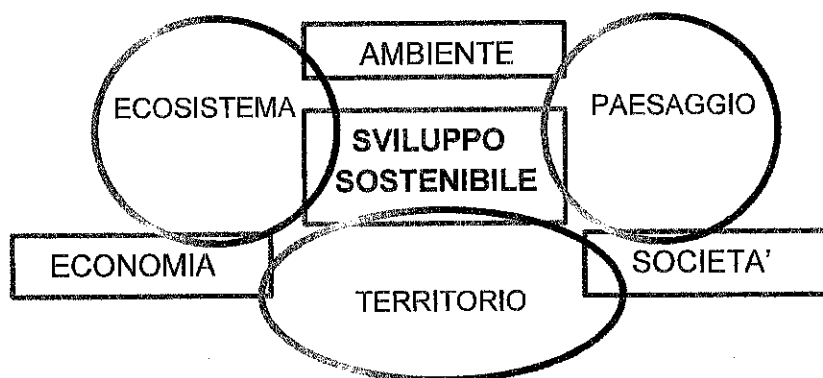 AMBIENTE
ECOSISTEMA
PAESAGGIO
SVILUPPO
SOSTENIBILE
ECONOMIA
SOCIETA'
TERRITORIO